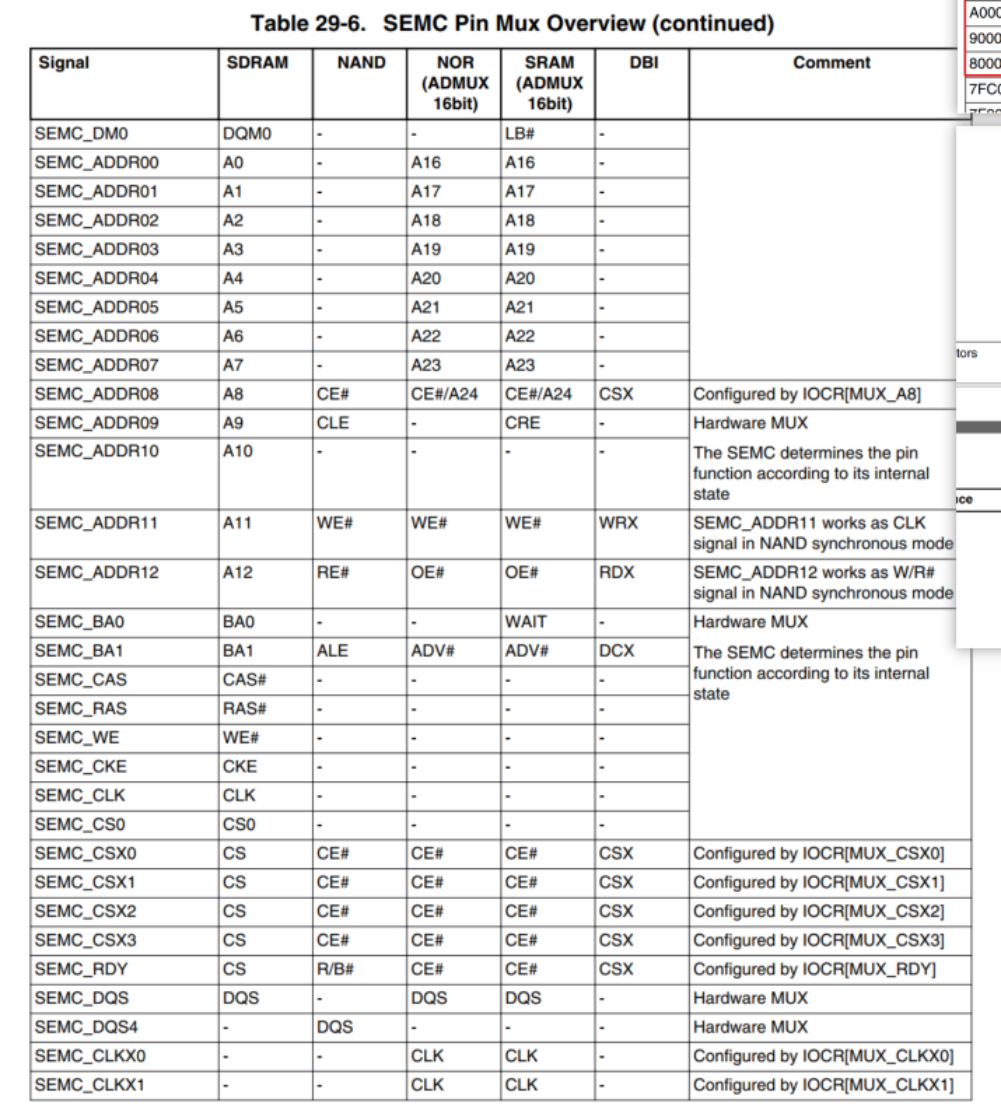 Table 29-6. SEMC Pin Mux Overview (continued)
Signal SDRAM NAND NOR (ADMUX 16bit) SRAM (ADMUX 16bit) DBI Comment
SEMC_DM0 DQM0 - - LB# -
SEMC_ADDR00 A0 - A16 A16 -
SEMC_ADDR01 A1 - A17 A17 -
SEMC_ADDR02 A2 - A18 A18 -
SEMC_ADDR03 A3 - A19 A19 -
SEMC_ADDR04 A4 - A20 A20 -
SEMC_ADDR05 A5 - A21 A21 -
SEMC_ADDR06 A6 - A22 A22 -
SEMC_ADDR07 A7 - A23 A23 -
SEMC_ADDR08 A8 CE# CE#/A24 CE#/A24 CSX Configured by IOCR[MUX_A8]
SEMC_ADDR09 A9 CLE - CRE - Hardware MUX
SEMC_ADDR10 A10 - - - - The SEMC determines the pin
function according to its internal
state
SEMC_ADDR11 A11 WE# WE# WE# WRX SEMC_ADDR11 works as CLK
signal in NAND synchronous mode
SEMC_ADDR12 A12 RE# OE# OE# RDX SEMC_ADDR12 works as W/R#
signal in NAND synchronous mode
SEMC_BA0 BA0 - - WAIT - Hardware MUX
SEMC_BA1 BA1 ALE ADV# ADV# DCX The SEMC determines the pin
SEMC_CAS CAS# - - - - function according to its internal
SEMC_RAS RAS# - - - - state
SEMC_WE WE# - - - -
SEMC_CKE CKE - - - -
SEMC_CLK CLK - - - -
SEMC_CS0 CS0 - - - -
SEMC_CSX0 CS CE# CE# CE# CSX Configured by IOCR[MUX_CSX0]
SEMC_CSX1 CS CE# CE# CE# CSX Configured by IOCR[MUX_CSX1]
SEMC_CSX2 CS CE# CE# CE# CSX Configured by IOCR[MUX_CSX2]
SEMC_CSX3 CS CE# CE# CE# CSX Configured by IOCR[MUX_CSX3]
SEMC_RDY CS R/B# CE# CE# CSX Configured by IOCR[MUX_RDY]
SEMC_DQS DQS - DQS DQS - Hardware MUX
SEMC_DQS4 - DQS - - - Hardware MUX
SEMC_CLKX0 - - CLK CLK - Configured by IOCR[MUX_CLKX0]
SEMC_CLKX1 - - CLK CLK - Configured by IOCR[MUX_CLKX1]
A000
9000
8000
7FC0
tors